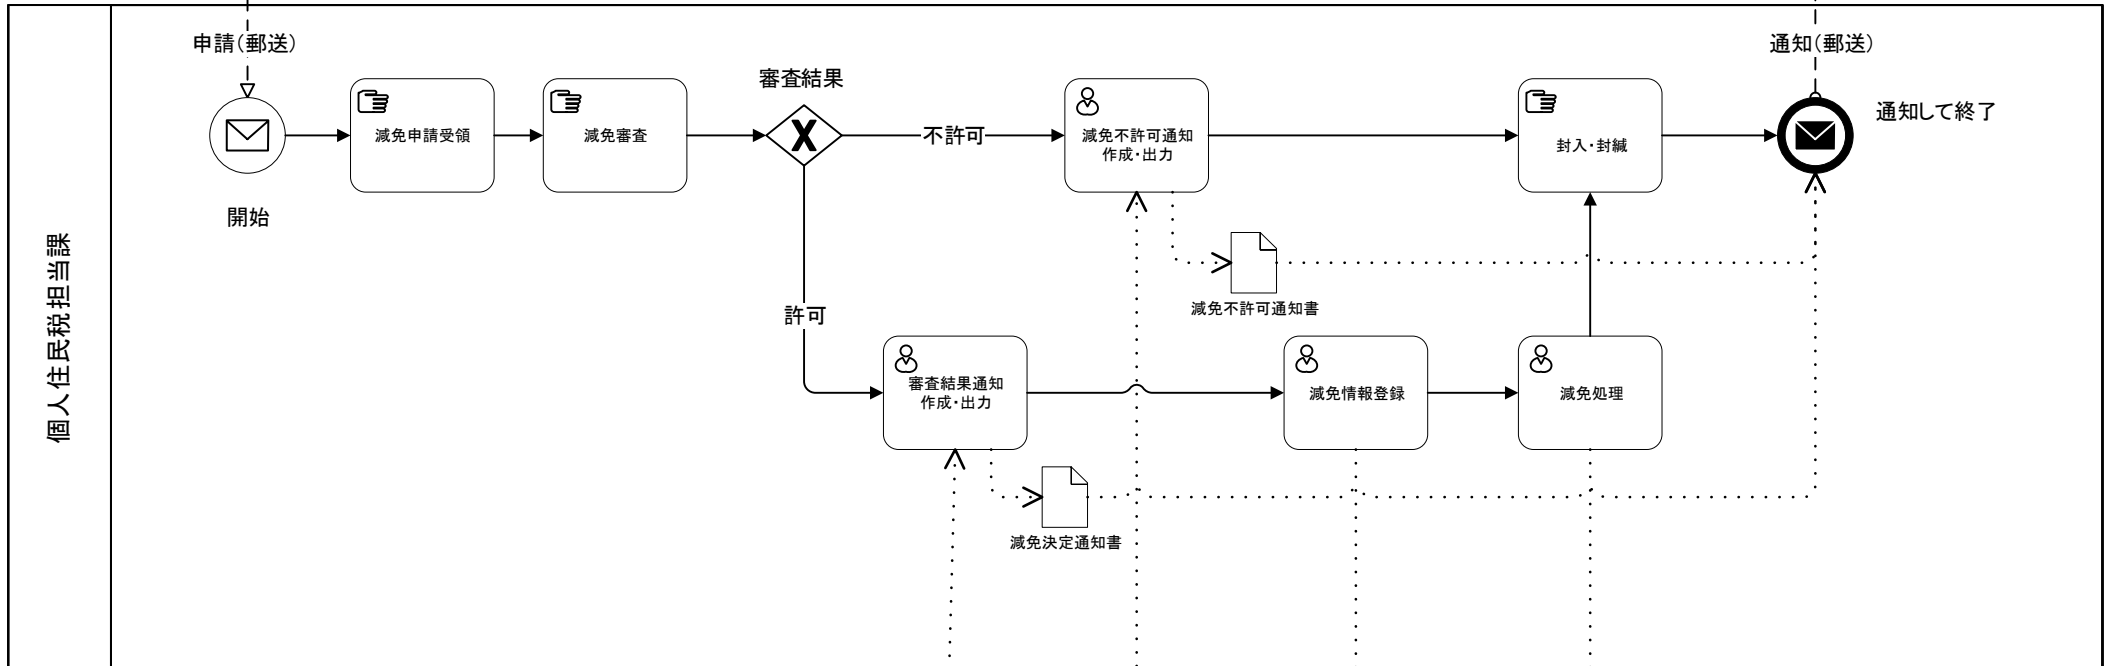 申請(郵送)
通知(郵送)
審査結果
減免申請受領
減免審査
不許可
減免不許可通知
作成・出力
封入・封緘
通知して終了
開始
個人住民税担当課
減免不許可通知書
許可
審査結果通知
作成・出力
減免情報登録
減免処理
減免決定通知書